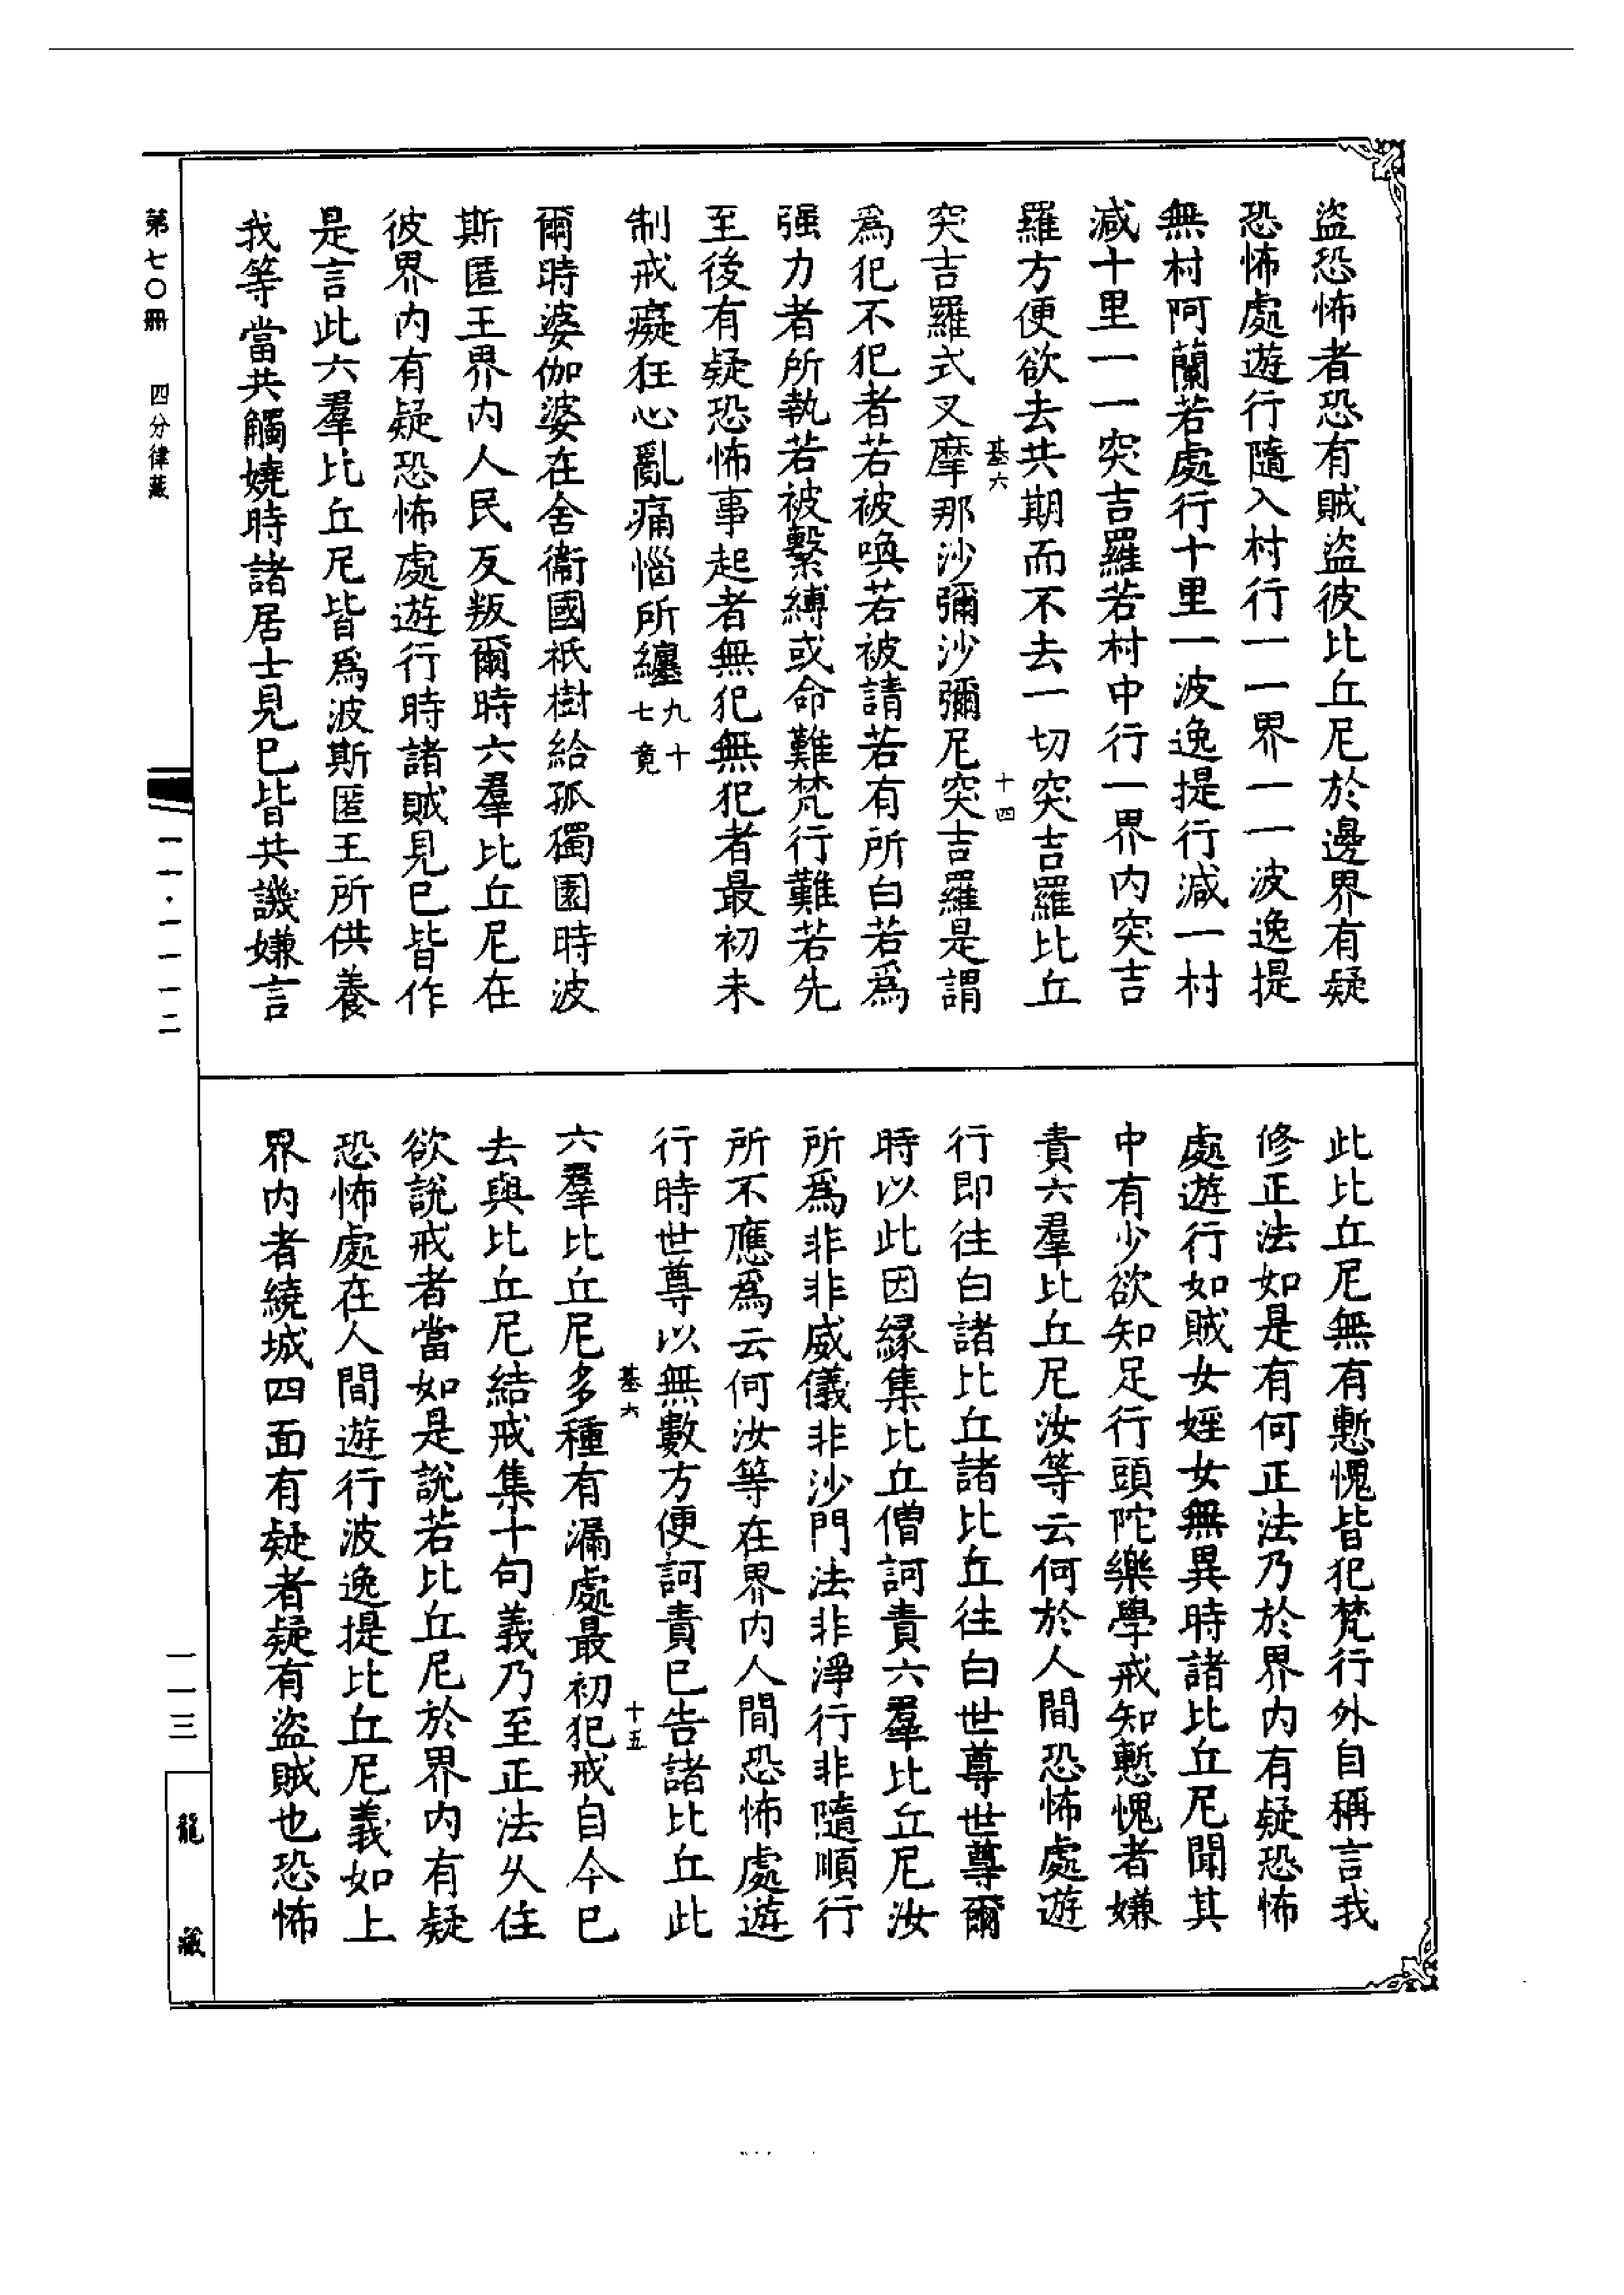 盜恐怖者恐有賊盜彼比丘尼於邊界有疑
恐怖處遊行隨入村行一一界一一波逸提
無村阿蘭若處行十里一波逸提行減一村
減十里一一突吉羅若村中行一界內突吉
羅方便欲去共期而不去一切突吉羅比丘
基六
十四
突吉羅式叉摩那沙彌沙彌尼突吉羅是謂
爲犯不犯者若被喚若被請若有所白若爲
强力者所執若被繫縛或命難梵行難若先
至後有疑恐怖事起者無犯無犯者最初未
制戒癡狂心亂痛惱所纏九十七竟
爾時婆伽婆在舍衞國祇樹給孤獨園時波
斯匿王界內人民反叛爾時六羣比丘尼在
彼界內有疑恐怖處遊行時諸賊見已皆作
是言此六羣比丘尼皆爲波斯匿王所供養
我等當共觸嬈時諸居士見已皆共譏嫌言
第七〇冊 四分律藏
一一·一一一二
此比丘尼無有慙愧皆犯梵行外自稱言我
修正法如是有何正法乃於界內有疑恐怖
處遊行如賊女婬女無異時諸比丘尼聞其
中有少欲知足行頭陀樂學戒知慙愧者嫌
責六羣比丘尼汝等云何於人間恐怖處遊
行即往白諸比丘諸比丘往白世尊世尊爾
時以此因緣集比丘僧訶責六羣比丘尼汝
所爲非非威儀非沙門法非淨行非隨順行
所不應爲云何汝等在界內人間恐怖處遊
行時世尊以無數方便訶責已告諸比丘此
基六
十五
六羣比丘尼多種有漏處最初犯戒自今已
去與比丘尼結戒集十句義乃至正法久住
欲說戒者當如是說若比丘尼於界內有疑
恐怖處在人間遊行波逸提比丘尼義如上
界內者繞城四面有疑者疑有盜賊也恐怖
一一三
龍藏